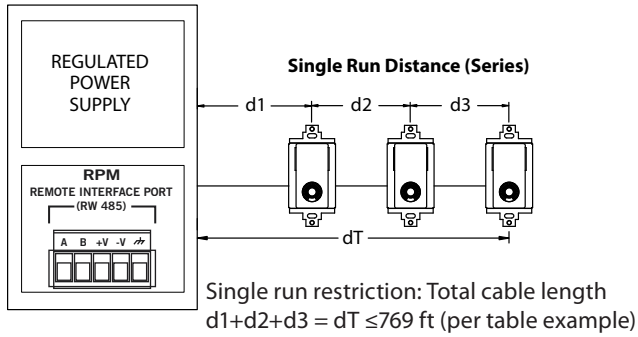 REGULATED
POWER
SUPPLY
Single Run Distance (Series)
d1 d2 d3
RPM
REMOTE INTERFACE PORT
(RW 485)
A B +V -V
dT
Single run restriction: Total cable length
d1+d2+d3 = dT ≤769 ft (per table example)